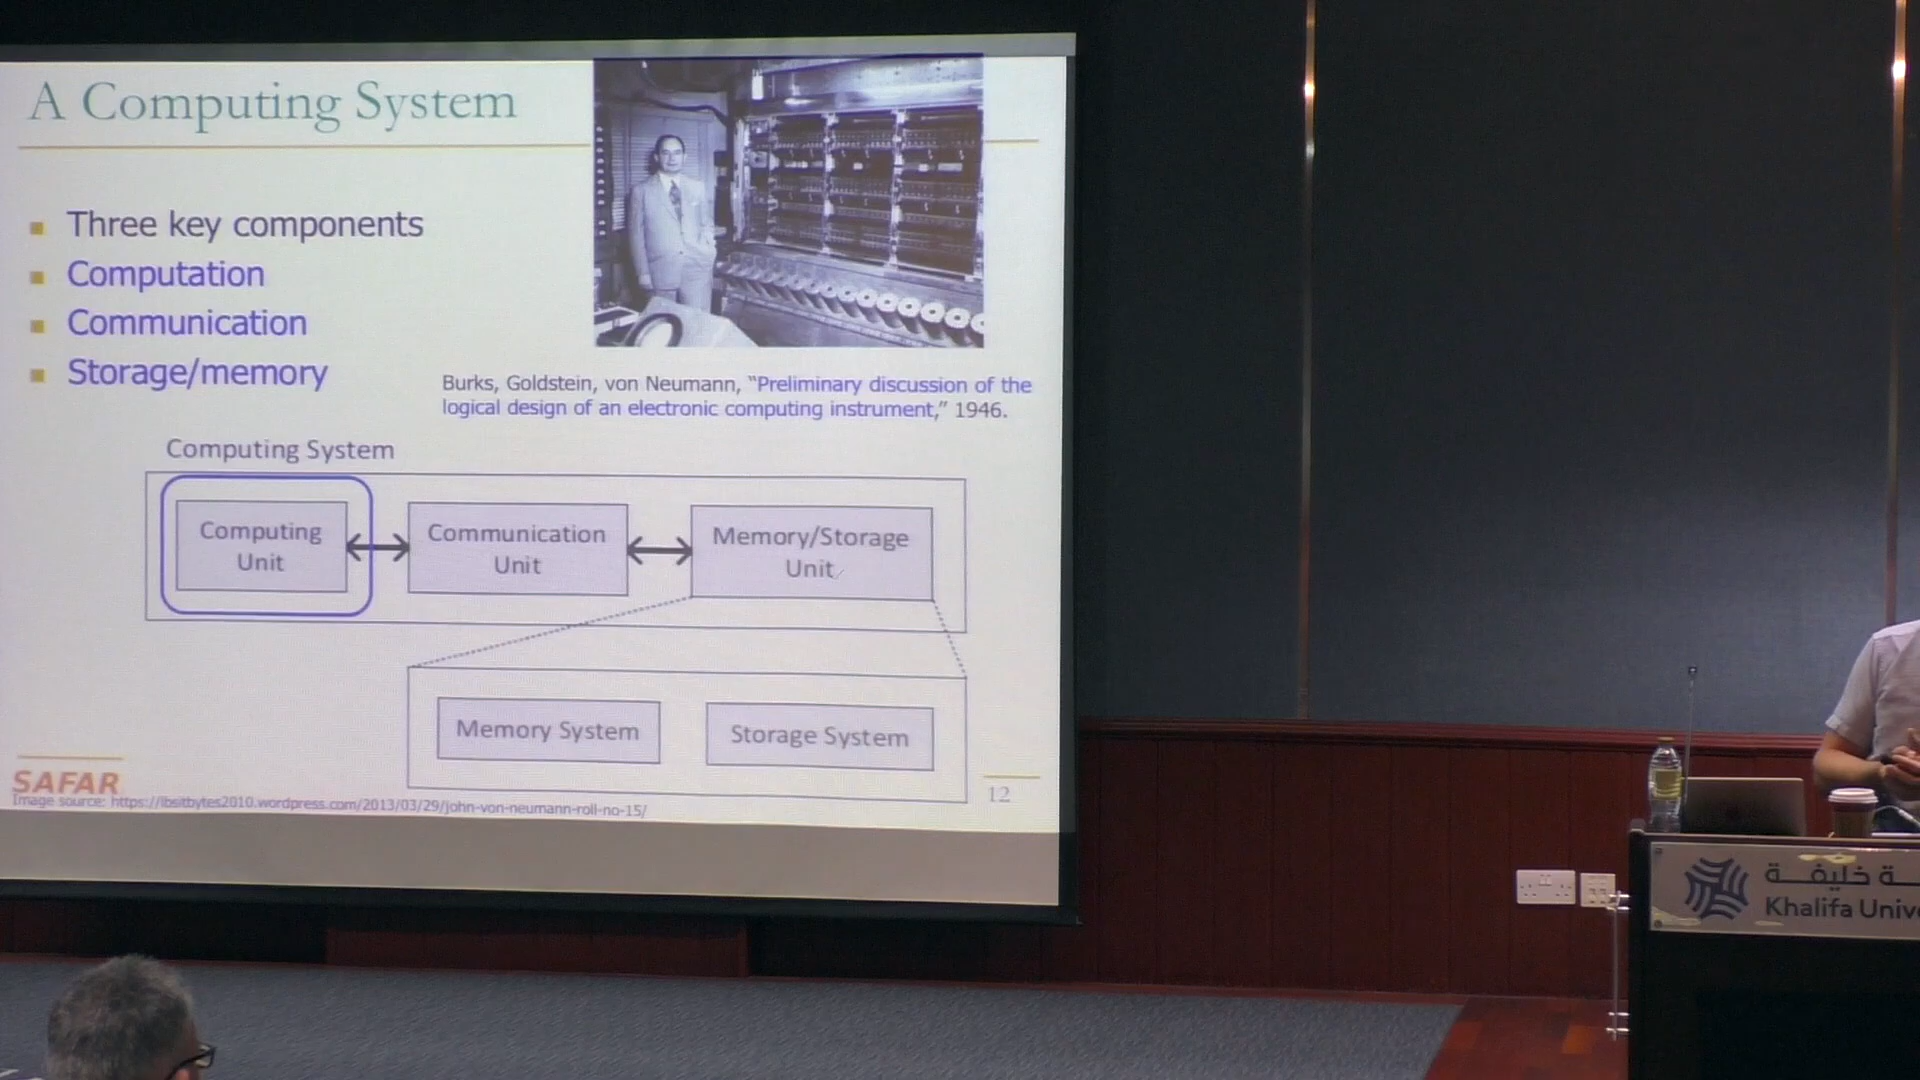 A Computing System
Three key components
Computation
Communication
Storage/memory
Burks, Goldstein, von Neumann, “Preliminary discussion of the
logical design of an electronic computing instrument,” 1946.
Computing System
Computing
Unit
Communication
Unit
Memory/Storage
Unit
Memory System
Storage System
SAFAR
Image source: https://lbsitbytes2010.wordpress.com/2013/03/29/john-von-neumann-roll-no-15/
12
ـة خليفة
Khalifa Unive